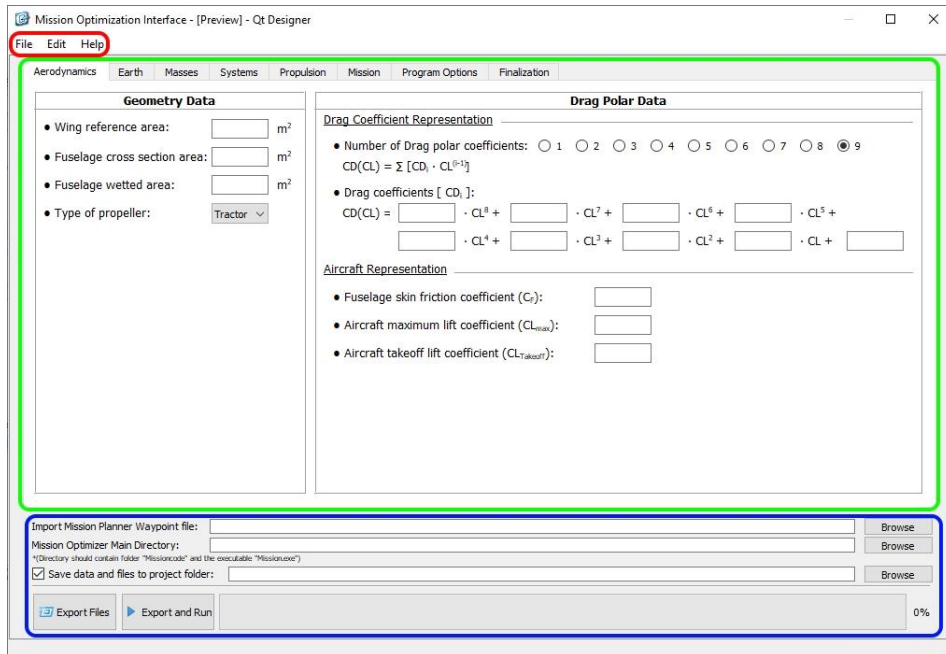 Mission Optimization Interface - [Preview] - Qt Designer
File Edit Help
Aerodynamics Earth Masses Systems Propulsion Mission Program Options Finalization
Geometry Data
• Wing reference area: m²
• Fuselage cross section area: m²
• Fuselage wetted area: m²
• Type of propeller: Tractor
Drag Polar Data
Drag Coefficient Representation
• Number of Drag polar coefficients: 1 2 3 4 5 6 7 8 9
CD(CL) = Σ [CDᵢ · CL⁽ⁱ⁻¹⁾]
• Drag coefficients [ CDᵢ ]:
CD(CL) = · CL⁸ + · CL⁷ + · CL⁶ + · CL⁵ +
· CL⁴ + · CL³ + · CL² + · CL +
Aircraft Representation
• Fuselage skin friction coefficient (C_F):
• Aircraft maximum lift coefficient (CL_max):
• Aircraft takeoff lift coefficient (CL_Takeoff):
Import Mission Planner Waypoint file: Browse
Mission Optimizer Main Directory: Browse
*(Directory should contain folder "Missioncode" and the executable "Mission.exe")
Save data and files to project folder: Browse
Export Files Export and Run 0%